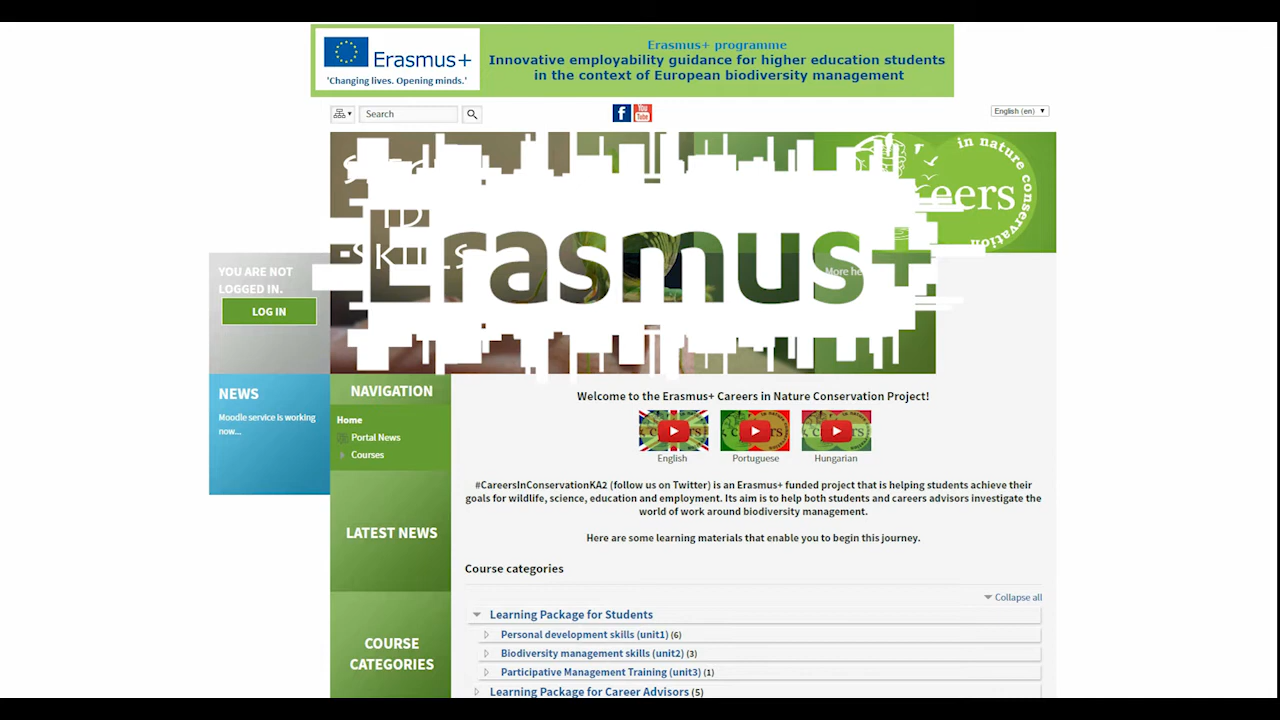 Erasmus+
'Changing lives. Opening minds.'
Erasmus+ programme
Innovative employability guidance for higher education students
in the context of European biodiversity management
Search
f
You
Tube
English (en)
in nature conservation
Erasmus+
SKILLS
YOU ARE NOT
LOGGED IN.
LOG IN
NEWS
Moodle service is working
now...
NAVIGATION
Home
Portal News
Courses
LATEST NEWS
COURSE
CATEGORIES
Welcome to the Erasmus+ Careers in Nature Conservation Project!
English
Portuguese
Hungarian
#CareersInConservationKA2 (follow us on Twitter) is an Erasmus+ funded project that is helping students achieve their
goals for wildlife, science, education and employment. Its aim is to help both students and careers advisors investigate the
world of work around biodiversity management.
Here are some learning materials that enable you to begin this journey.
Course categories
Collapse all
Learning Package for Students
Personal development skills (unit1) (6)
Biodiversity management skills (unit2) (3)
Participative Management Training (unit3) (1)
Learning Package for Career Advisors (5)